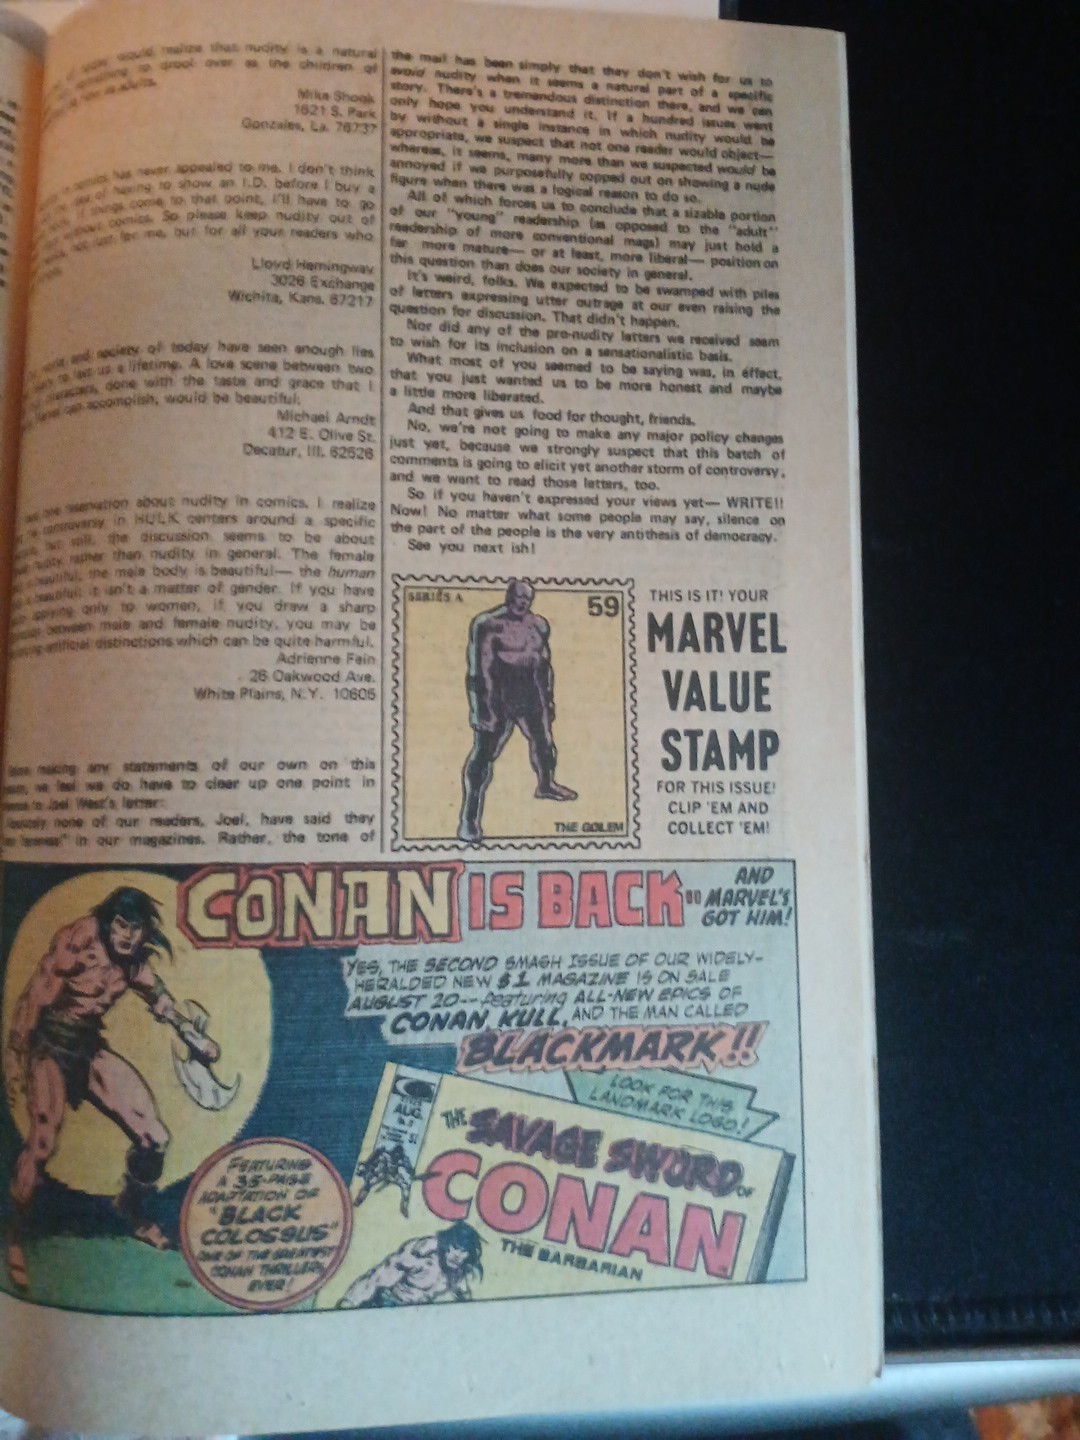 would realize that nudity is a natural
something to drool over as the children of
as adults.
Mike Shook
1621 S. Park
Gonzales, La. 70737
has never appealed to me. I don't think
of having to show an I.D. before I buy a
if things come to that point, I'll have to go
without comics. So please keep nudity out of
not just for me, but for all your readers who
Lloyd Hemingway
3026 Exchange
Wichita, Kans. 67217
and society of today have seen enough lies
to last us a lifetime. A love scene between two
characters, done with the taste and grace that I
can accomplish, would be beautiful.
Michael Arndt
412 E. Olive St.
Decatur, Ill. 62526
one reservation about nudity in comics. I realize
controversy in HULK centers around a specific
but still, the discussion seems to be about
nudity rather than nudity in general. The female
beautiful, the male body is beautiful— the human
beautiful; it isn't a matter of gender. If you have
applying only to women, if you draw a sharp
between male and female nudity, you may be
artificial distinctions which can be quite harmful.
Adrienne Fein
26 Oakwood Ave.
White Plains, N.Y. 10605
making any statements of our own on this
we feel we do have to clear up one point in
to Joel West's letter:
none of our readers, Joel, have said they
in our magazines. Rather, the tone of
the mail has been simply that they don't wish for us to
avoid nudity when it seems a natural part of a specific
story. There's a tremendous distinction there, and we can
only hope you understand it. If a hundred issues went
by without a single instance in which nudity would be
appropriate, we suspect that not one reader would object—
whereas, it seems, many more than we suspected would be
annoyed if we purposefully copped out on showing a nude
figure when there was a logical reason to do so.
All of which forces us to conclude that a sizable portion
of our "young" readership (as opposed to the "adult"
readership of more conventional mags) may just hold a
far more mature— or at least, more liberal— position on
this question than does our society in general.
It's weird, folks. We expected to be swamped with piles
of letters expressing utter outrage at our even raising the
question for discussion. That didn't happen.
Nor did any of the pro-nudity letters we received seem
to wish for its inclusion on a sensationalistic basis.
What most of you seemed to be saying was, in effect,
that you just wanted us to be more honest and maybe
a little more liberated.
And that gives us food for thought, friends.
No, we're not going to make any major policy changes
just yet, because we strongly suspect that this batch of
comments is going to elicit yet another storm of controversy,
and we want to read those letters, too.
So if you haven't expressed your views yet— WRITE!!
Now! No matter what some people may say, silence on
the part of the people is the very antithesis of democracy.
See you next ish!
SERIES A
59
THE GOLEM
THIS IS IT! YOUR
MARVEL
VALUE
STAMP
FOR THIS ISSUE!
CLIP 'EM AND
COLLECT 'EM!
CONAN IS BACK--
AND
MARVEL'S
GOT HIM!
YES, THE SECOND SMASH ISSUE OF OUR WIDELY-
HERALDED NEW $1 MAGAZINE IS ON SALE
AUGUST 20--featuring ALL-NEW EPICS OF
CONAN, KULL, AND THE MAN CALLED
BLACKMARK!!
LOOK FOR THIS
LANDMARK LOGO!
FEATURING
A 35-PAGE
ADAPTATION OF
"BLACK
COLOSSUS"
ONE OF THE GREATEST
CONAN THRILLERS
EVER!
AUG.
$1
THE SAVAGE SWORD OF
CONAN
THE BARBARIAN